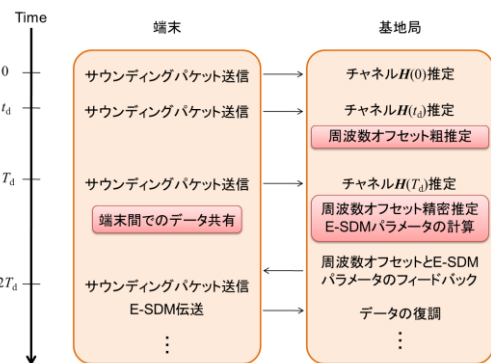 Time
端末
基地局
0
サウンディングパケット送信
チャネルH(0)推定
t_d
サウンディングパケット送信
チャネルH(t_d)推定
周波数オフセット粗推定
T_d
サウンディングパケット送信
チャネルH(T_d)推定
端末間でのデータ共有
周波数オフセット精密推定
E-SDMパラメータの計算
周波数オフセットとE-SDM
パラメータのフィードバック
2T_d
サウンディングパケット送信
E-SDM伝送
データの復調
⋮
⋮